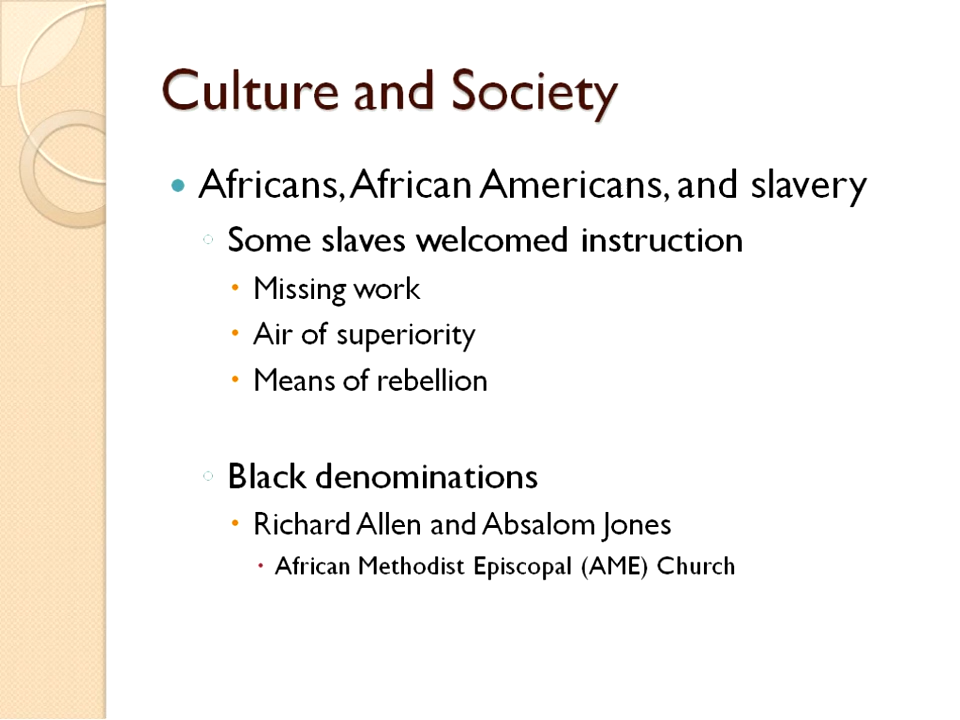 Culture and Society
Africans, African Americans, and slavery
Some slaves welcomed instruction
Missing work
Air of superiority
Means of rebellion
Black denominations
Richard Allen and Absalom Jones
African Methodist Episcopal (AME) Church